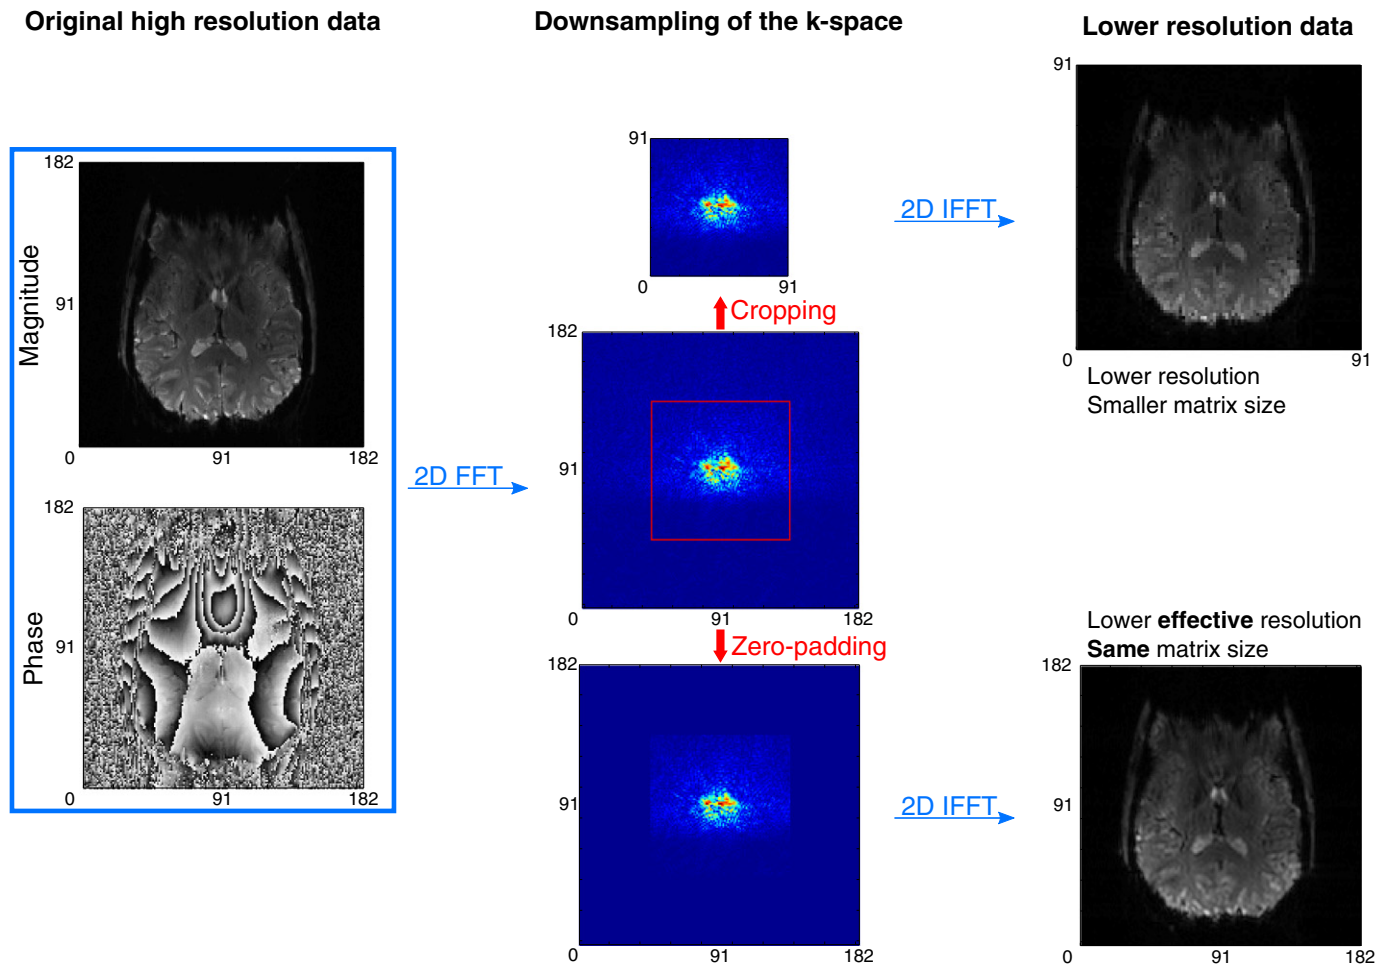 Original high resolution data
Downsampling of the k-space
Lower resolution data
182
91
0
91
182
Magnitude
182
91
0
91
182
Phase
2D FFT
91
0
91
Cropping
182
91
0
91
182
Zero-padding
182
91
0
91
182
2D IFFT
2D IFFT
91
0
91
Lower resolution
Smaller matrix size
Lower effective resolution
Same matrix size
182
91
0
91
182